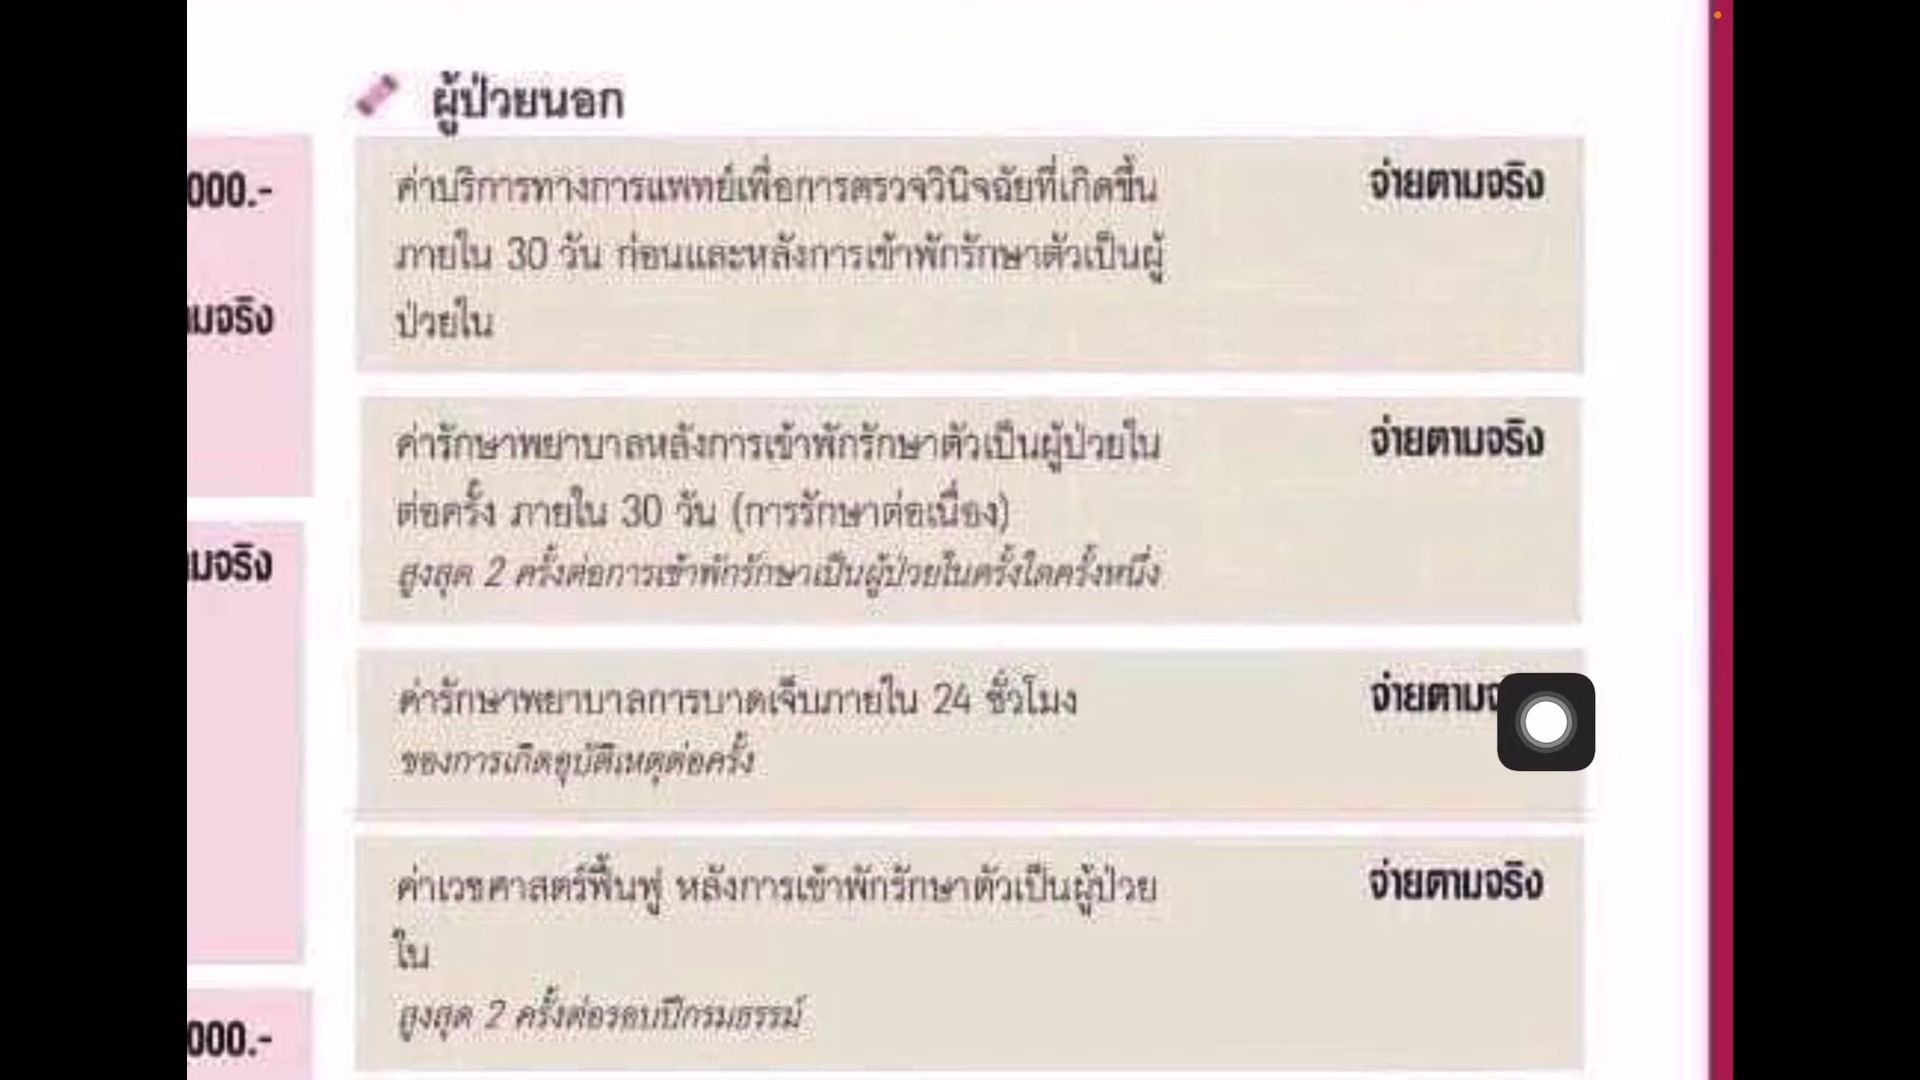 ผู้ป่วยนอก
000.-
ค่าบริการทางการแพทย์เพื่อการตรวจวินิจฉัยที่เกิดขึ้น
จ่ายตามจริง
ภายใน 30 วัน ก่อนและหลังการเข้าพักรักษาตัวเป็นผู้
ป่วยใน
มจริง
ค่ารักษาพยาบาลหลังการเข้าพักรักษาตัวเป็นผู้ป่วยใน
จ่ายตามจริง
ต่อครั้ง ภายใน 30 วัน (การรักษาต่อเนื่อง)
สูงสุด 2 ครั้งต่อการเข้าพักรักษาเป็นผู้ป่วยในครั้งใดครั้งหนึ่ง
มจริง
ค่ารักษาพยาบาลการบาดเจ็บภายใน 24 ชั่วโมง
จ่ายตามจ
ของการเกิดอุบัติเหตุต่อครั้ง
ค่าเวชศาสตร์ฟื้นฟู หลังการเข้าพักรักษาตัวเป็นผู้ป่วย
จ่ายตามจริง
ใน
สูงสุด 2 ครั้งต่อรอบปีกรมธรรม์
000.-